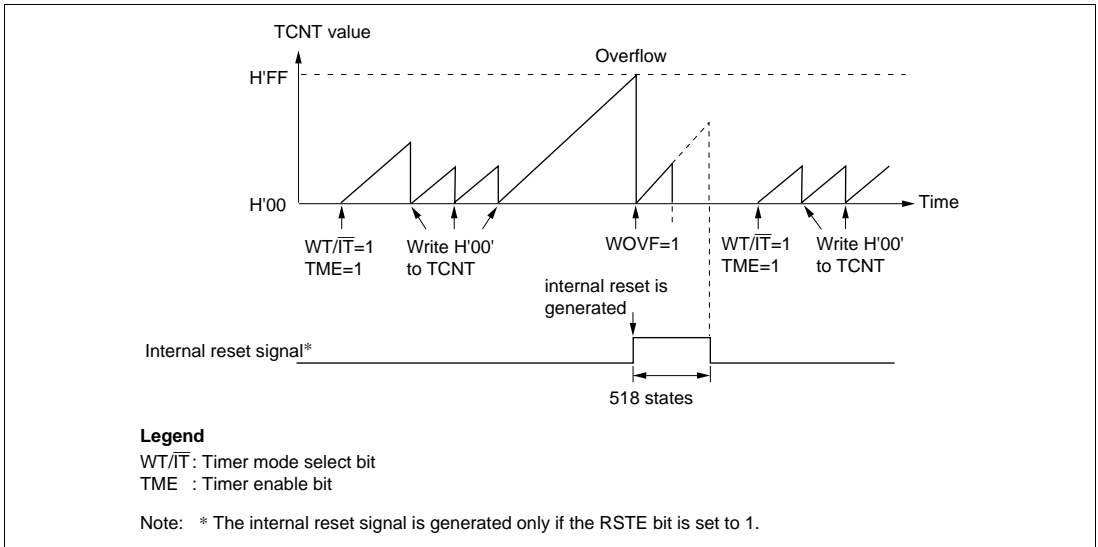 TCNT value
Overflow
H'FF
H'00
Time
WT/I̅T̅=1
TME=1
Write H'00'
to TCNT
WOVF=1
WT/I̅T̅=1
TME=1
Write H'00'
to TCNT
internal reset is
generated
Internal reset signal*
518 states
Legend
WT/I̅T̅ : Timer mode select bit
TME : Timer enable bit
Note: * The internal reset signal is generated only if the RSTE bit is set to 1.